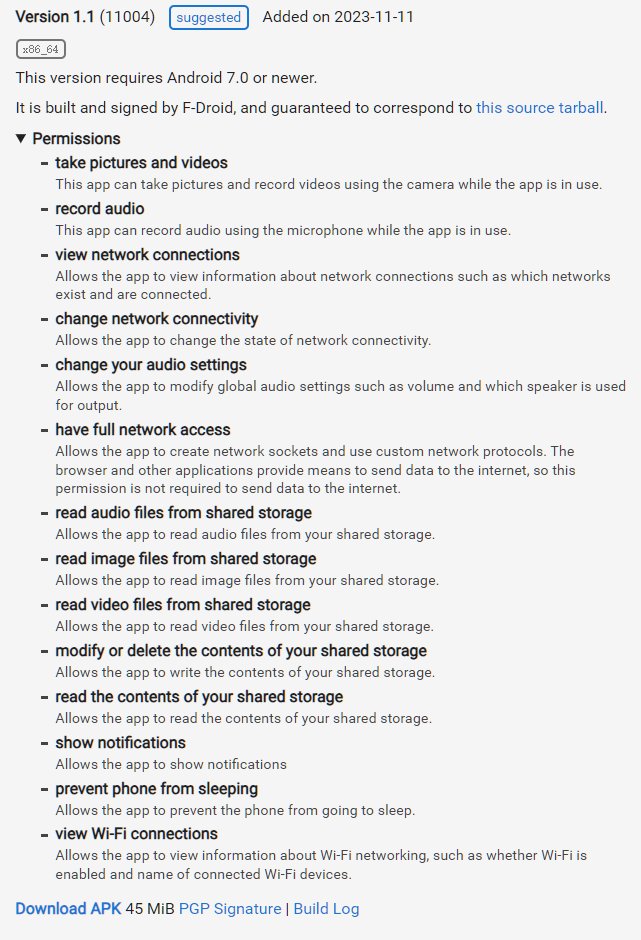 Version 1.1 (11004) suggested Added on 2023-11-11
x86_64
This version requires Android 7.0 or newer.
It is built and signed by F-Droid, and guaranteed to correspond to this source tarball.
▼ Permissions
- take pictures and videos
This app can take pictures and record videos using the camera while the app is in use.
- record audio
This app can record audio using the microphone while the app is in use.
- view network connections
Allows the app to view information about network connections such as which networks
exist and are connected.
- change network connectivity
Allows the app to change the state of network connectivity.
- change your audio settings
Allows the app to modify global audio settings such as volume and which speaker is used
for output.
- have full network access
Allows the app to create network sockets and use custom network protocols. The
browser and other applications provide means to send data to the internet, so this
permission is not required to send data to the internet.
- read audio files from shared storage
Allows the app to read audio files from your shared storage.
- read image files from shared storage
Allows the app to read image files from your shared storage.
- read video files from shared storage
Allows the app to read video files from your shared storage.
- modify or delete the contents of your shared storage
Allows the app to write the contents of your shared storage.
- read the contents of your shared storage
Allows the app to read the contents of your shared storage.
- show notifications
Allows the app to show notifications
- prevent phone from sleeping
Allows the app to prevent the phone from going to sleep.
- view Wi-Fi connections
Allows the app to view information about Wi-Fi networking, such as whether Wi-Fi is
enabled and name of connected Wi-Fi devices.
Download APK 45 MiB PGP Signature | Build Log